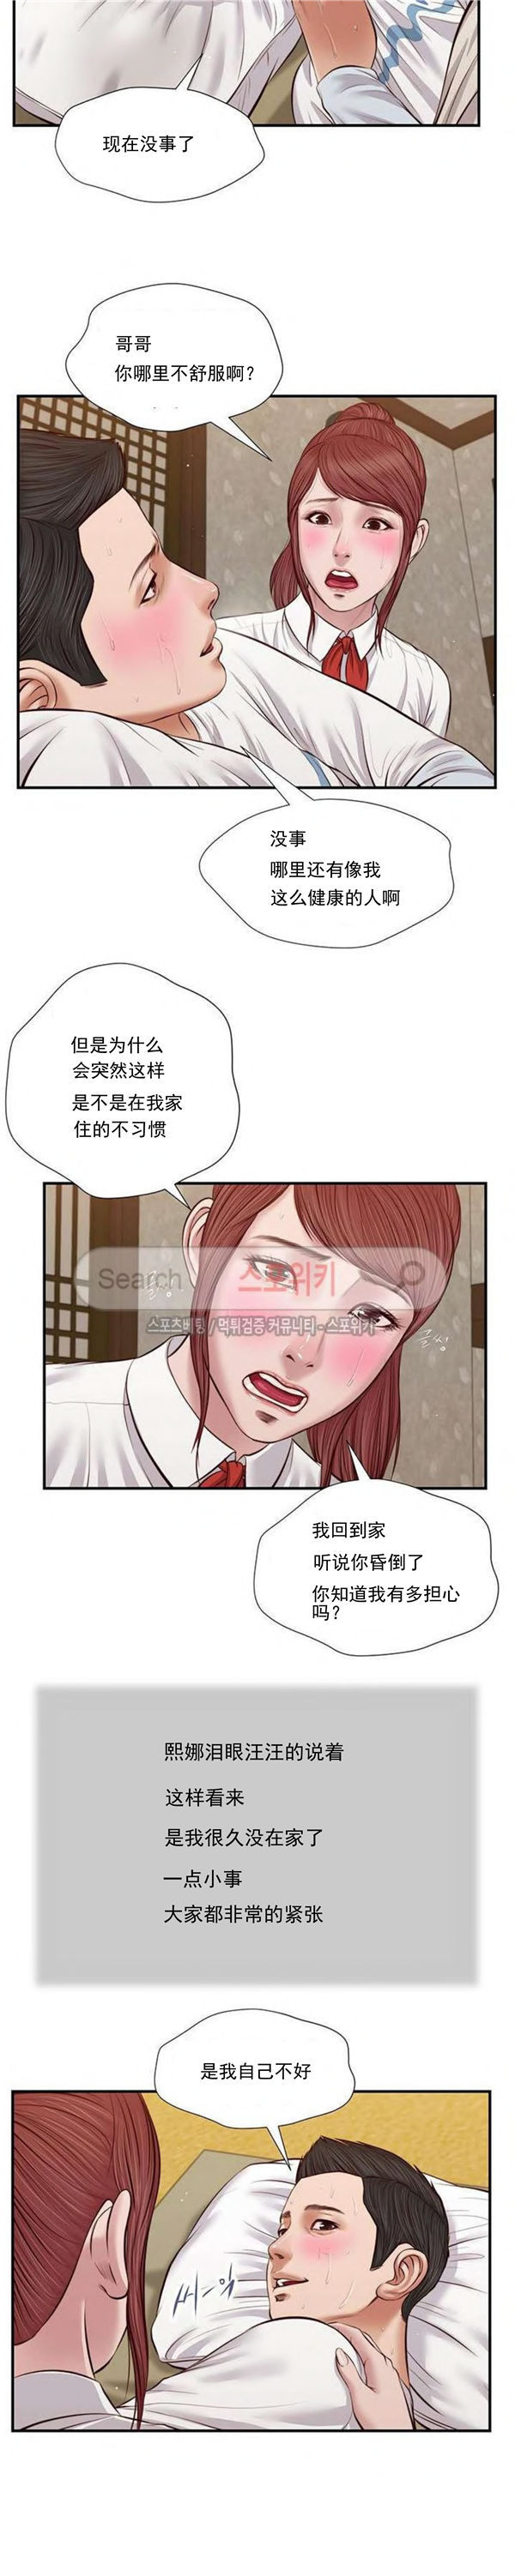 现在没事了
哥哥
你哪里不舒服啊?
没事
哪里还有像我
这么健康的人啊
但是为什么
会突然这样
是不是在我家
住的不习惯
Search 스포위키
스포츠베팅 / 먹튀검증 커뮤니티 - 스포위키
글썽
글썽
我回到家
听说你昏倒了
你知道我有多担心
吗?
熙娜泪眼汪汪的说着
这样看来
是我很久没在家了
一点小事
大家都非常的紧张
是我自己不好
씨-익